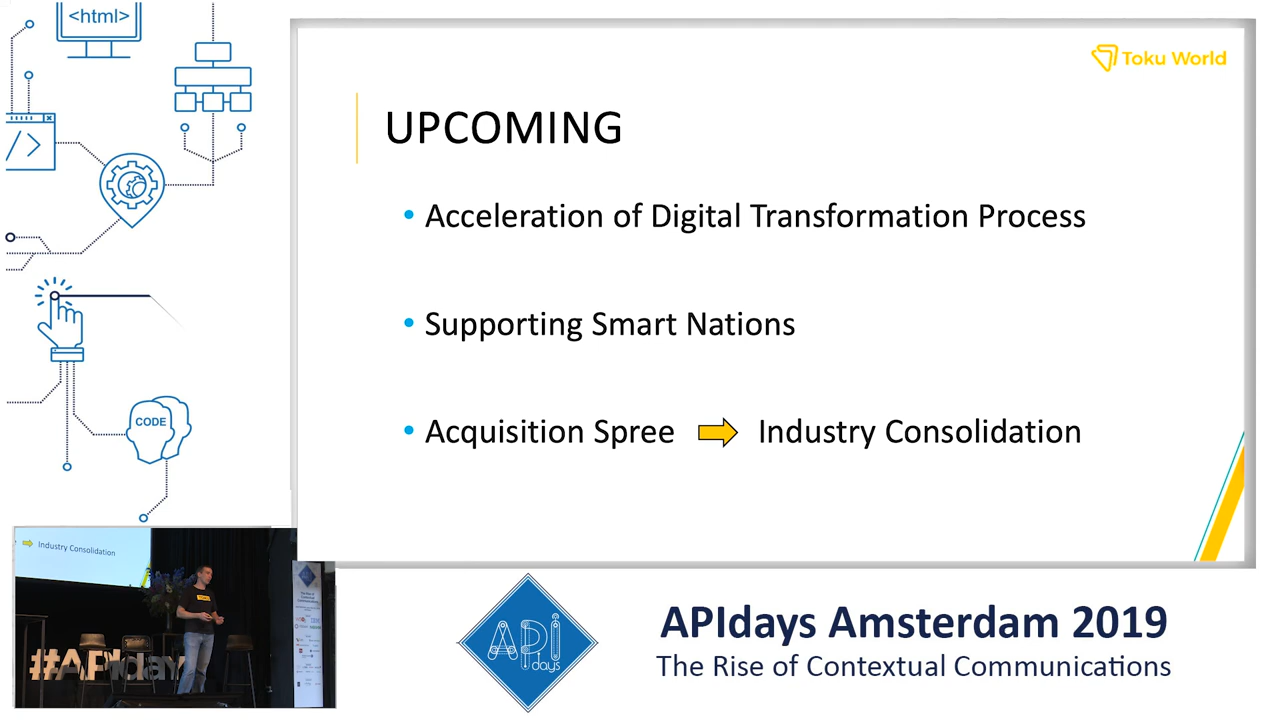 <html>
</>
CODE
Toku World
UPCOMING
• Acceleration of Digital Transformation Process
• Supporting Smart Nations
• Acquisition Spree
Industry Consolidation
Industry Consolidation
#APIday
API
days
APIdays Amsterdam 2019
The Rise of Contextual Communications